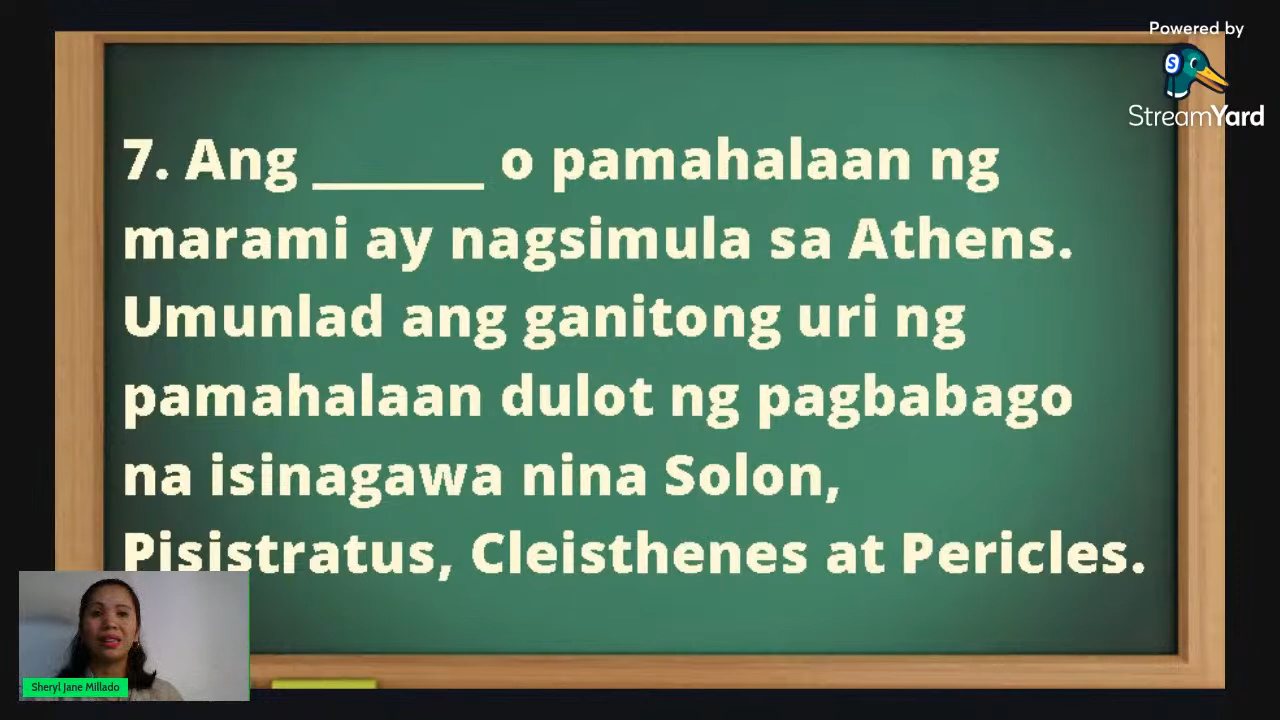 Powered by
S
StreamYard
7. Ang _______ o pamahalaan ng
marami ay nagsimula sa Athens.
Umunlad ang ganitong uri ng
pamahalaan dulot ng pagbabago
na isinagawa nina Solon,
Pisistratus, Cleisthenes at Pericles.
Sheryl Jane Millado